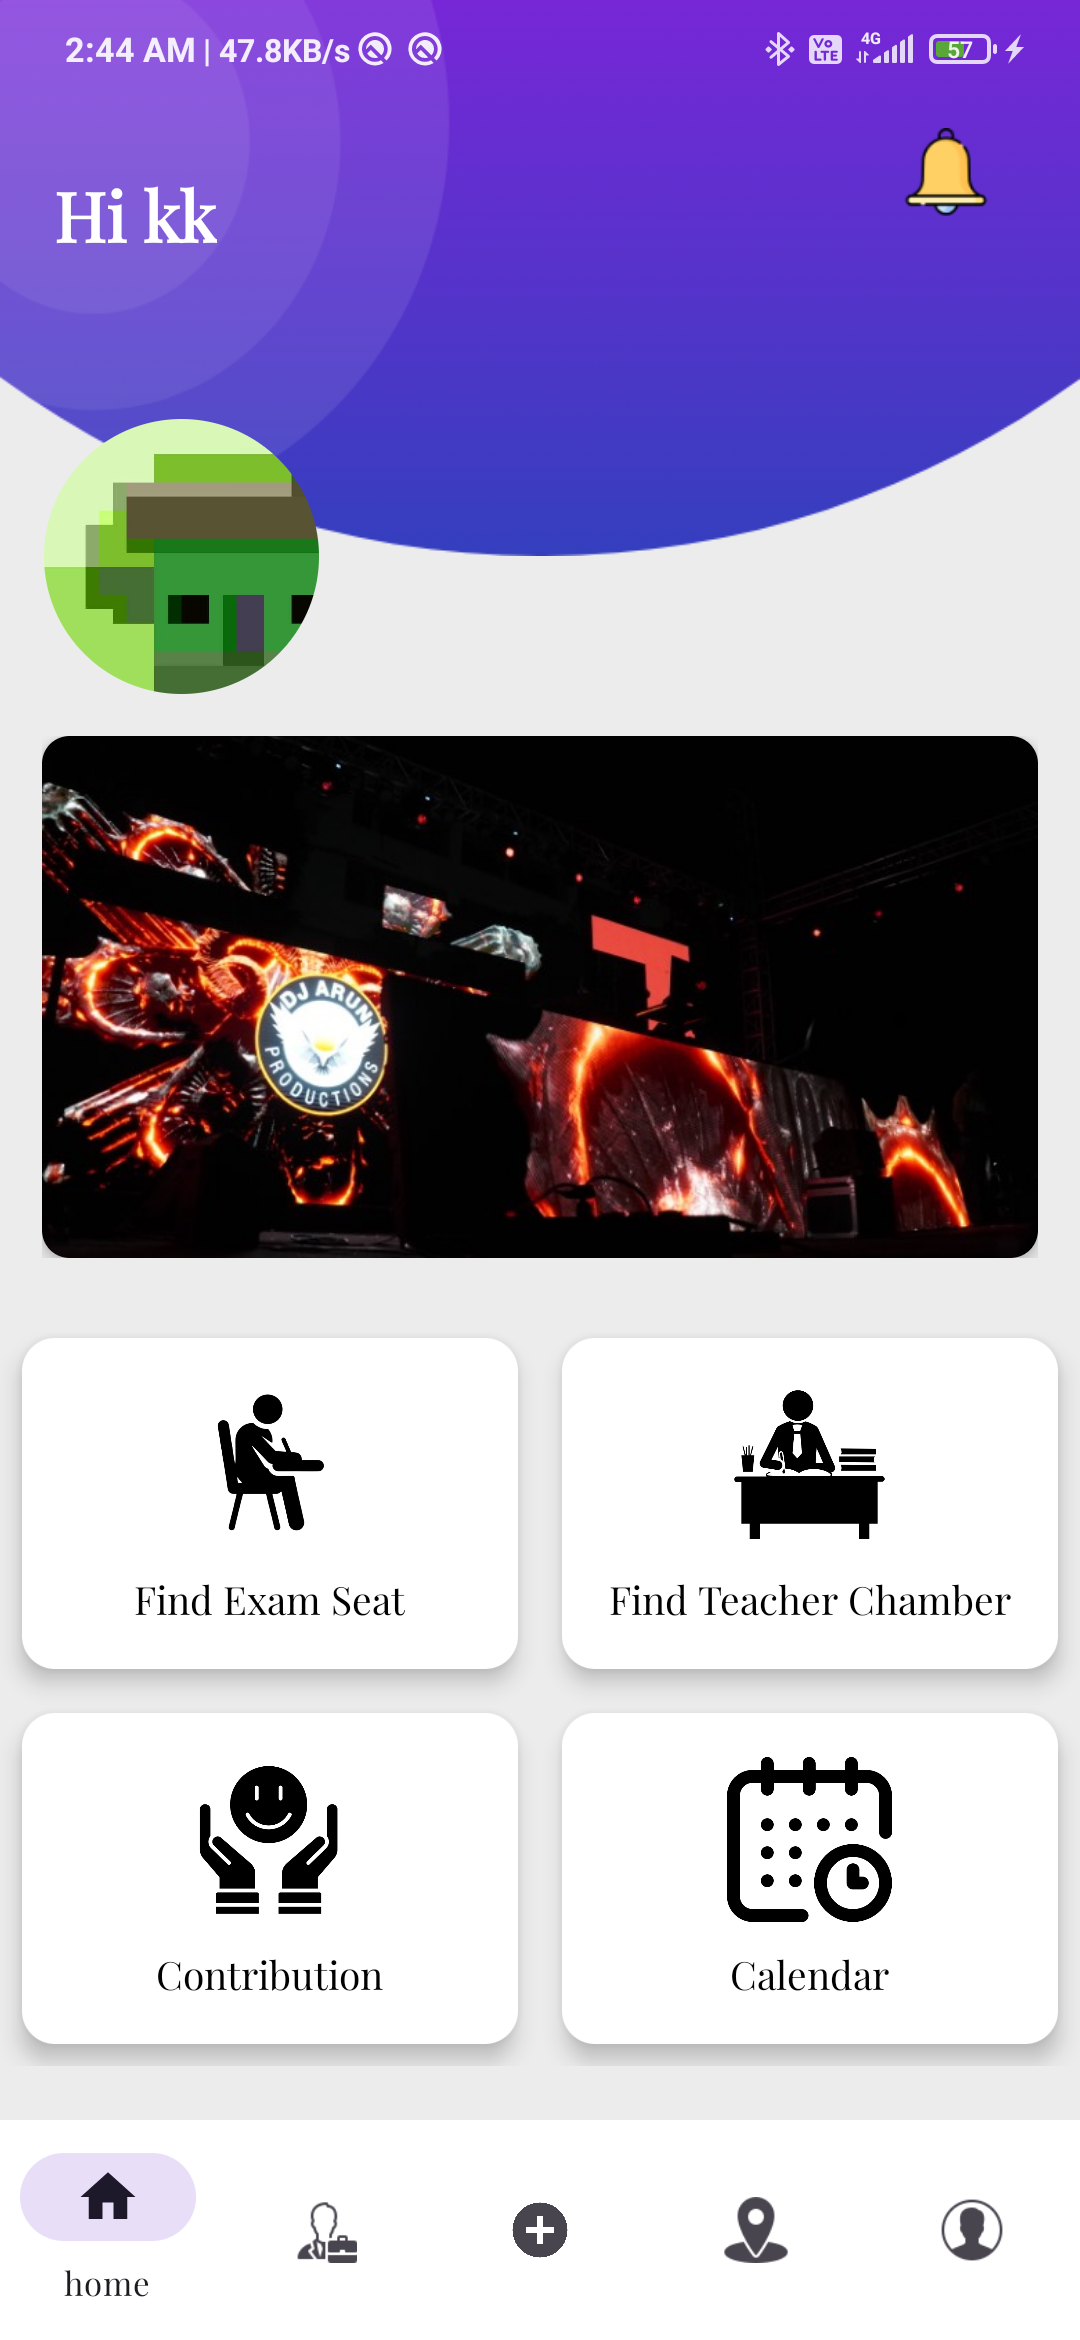 2:44 AM | 47.8KB/s
Vo LTE 4G 57
Hi kk
DJ ARUN
PRODUCTIONS
Find Exam Seat
Find Teacher Chamber
Contribution
Calendar
home